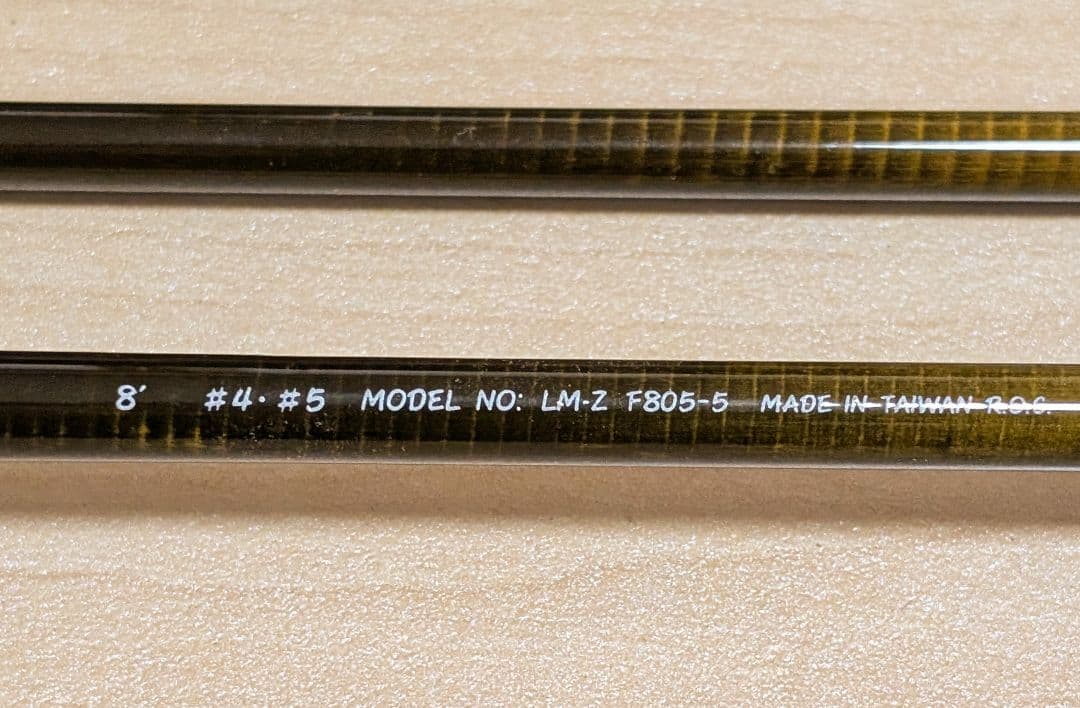 8′ #4・#5 MODEL NO: LM-Z F805-5 MADE IN TAIWAN R.O.C.